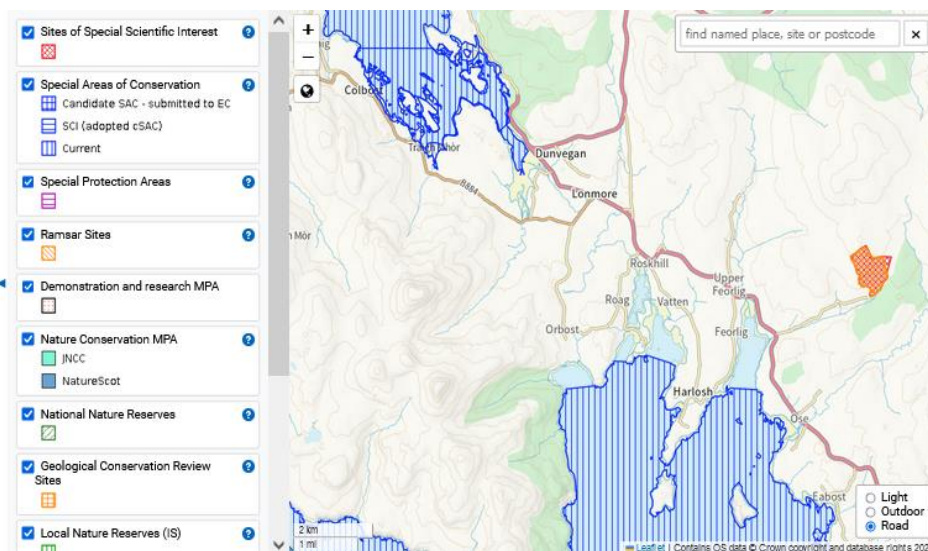 Sites of Special Scientific Interest
Special Areas of Conservation
Candidate SAC - submitted to EC
SCI (adopted cSAC)
Current
Special Protection Areas
Ramsar Sites
Demonstration and research MPA
Nature Conservation MPA
JNCC
NatureScot
National Nature Reserves
Geological Conservation Review
Sites
Local Nature Reserves (IS)
+
−
find named place, site or postcode
×
Colbost
Dunvegan
B884
Lonmore
Roskhill
Upper
Feorlig
Roag
Vatten
Orbost
Feorlig
Harlosh
Ose
Eabost
Light
Outdoor
Road
2 km
1 mi
Leaflet | Contains OS data © Crown copyright and database rights 202